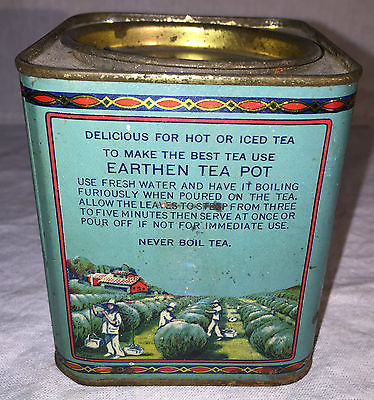 DELICIOUS FOR HOT OR ICED TEA
TO MAKE THE BEST TEA USE
EARTHEN TEA POT
USE FRESH WATER AND HAVE IT BOILING
FURIOUSLY WHEN POURED ON THE TEA.
ALLOW THE LEAVES TO STEEP FROM THREE
TO FIVE MINUTES THEN SERVE AT ONCE OR
POUR OFF IF NOT FOR IMMEDIATE USE.
NEVER BOIL TEA.